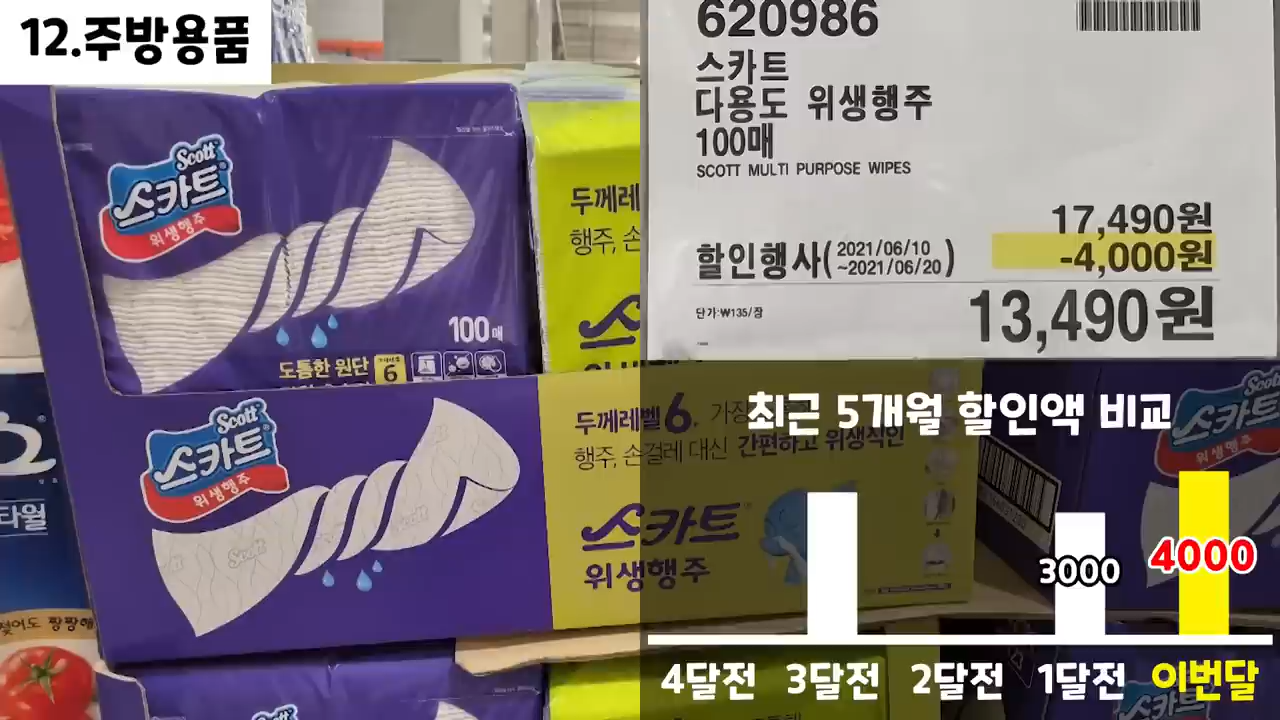 12.주방용품
620986
스카트
다용도 위생행주
100매
SCOTT MULTI PURPOSE WIPES
17,490원
할인행사(2021/06/10 ~2021/06/20) -4,000원
단가:₩135/장
13,490원
Scott
스카트
위생행주
100매
도톰한 원단
6
두께레
행주, 손
Scott
스카트
위생행주
Scott
두께레벨 6,
행주, 손걸레 대신 간편하고 위생적인
스카트
위생행주
타월
최근 5개월 할인액 비교
3000
4000
4달전 3달전 2달전 1달전 이번달